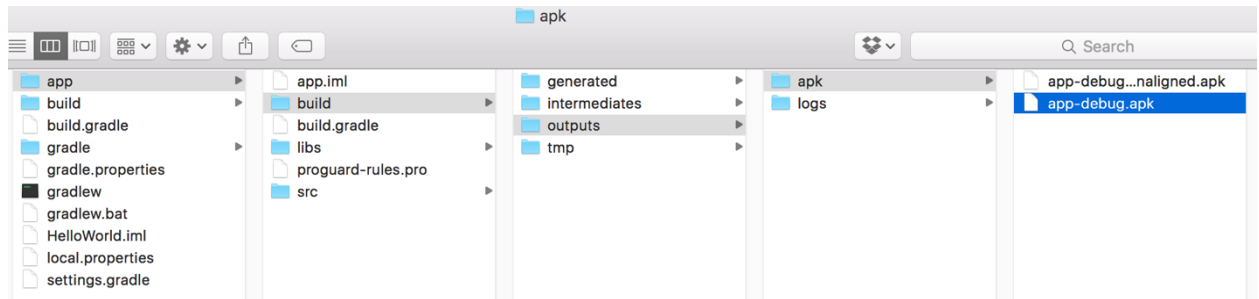 apk
Search
app
build
build.gradle
gradle
gradle.properties
gradlew
gradlew.bat
HelloWorld.iml
local.properties
settings.gradle
app.iml
build
build.gradle
libs
proguard-rules.pro
src
generated
intermediates
outputs
tmp
apk
logs
app-debug...naligned.apk
app-debug.apk